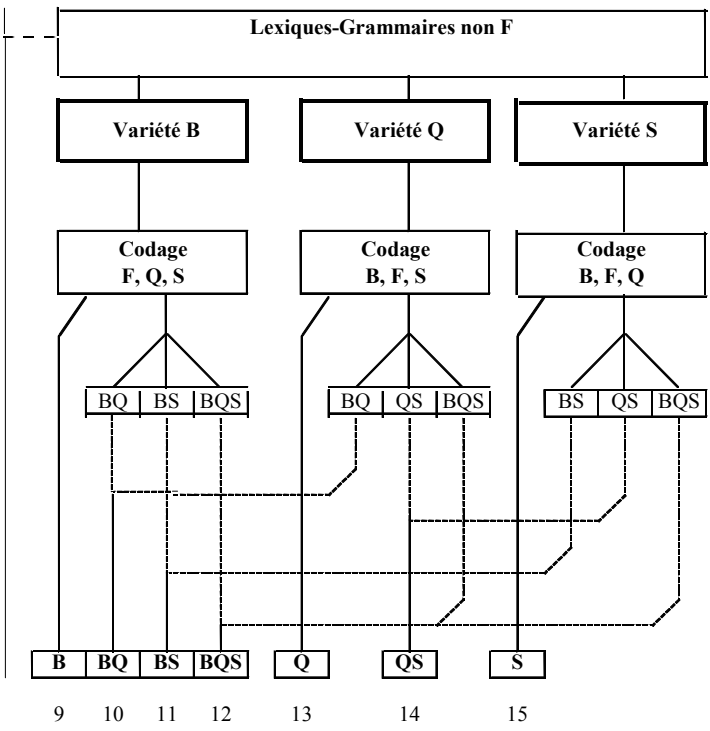 Lexiques-Grammaires non F
Variété B
Variété Q
Variété S
Codage
F, Q, S
Codage
B, F, S
Codage
B, F, Q
BQ BS BQS
BQ QS BQS
BS QS BQS
B BQ BS BQS Q QS S
9 10 11 12 13 14 15